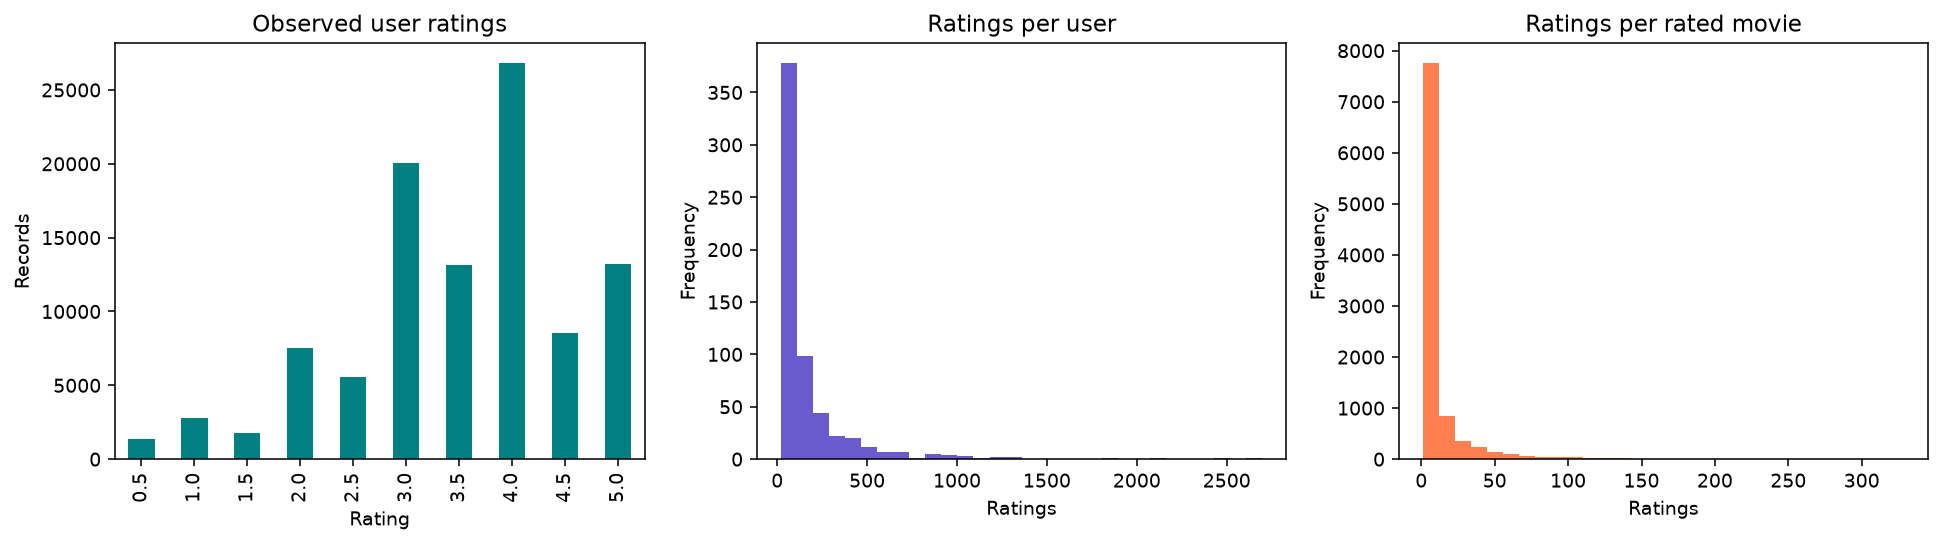 Observed user ratings
Records
25000
20000
15000
10000
5000
0
0.5 1.0 1.5 2.0 2.5 3.0 3.5 4.0 4.5 5.0
Rating
Ratings per user
Frequency
350
300
250
200
150
100
50
0
0 500 1000 1500 2000 2500
Ratings
Ratings per rated movie
Frequency
8000
7000
6000
5000
4000
3000
2000
1000
0
0 50 100 150 200 250 300
Ratings